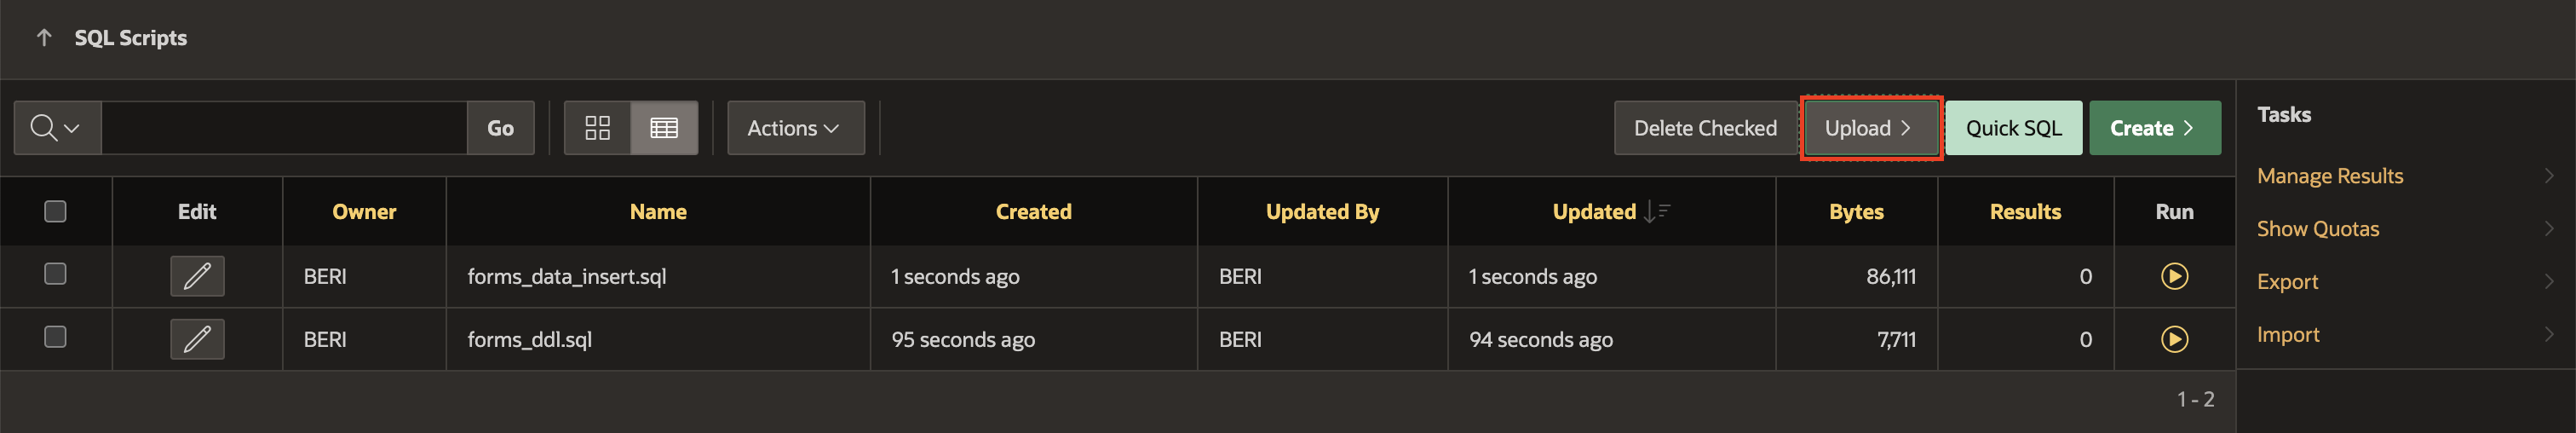 SQL Scripts
Go Actions Delete Checked Upload Quick SQL Create
Tasks
Manage Results
Show Quotas
Export
Import
Edit Owner Name Created Updated By Updated Bytes Results Run
BERI forms_data_insert.sql 1 seconds ago BERI 1 seconds ago 86,111 0
BERI forms_ddl.sql 95 seconds ago BERI 94 seconds ago 7,711 0
1 - 2